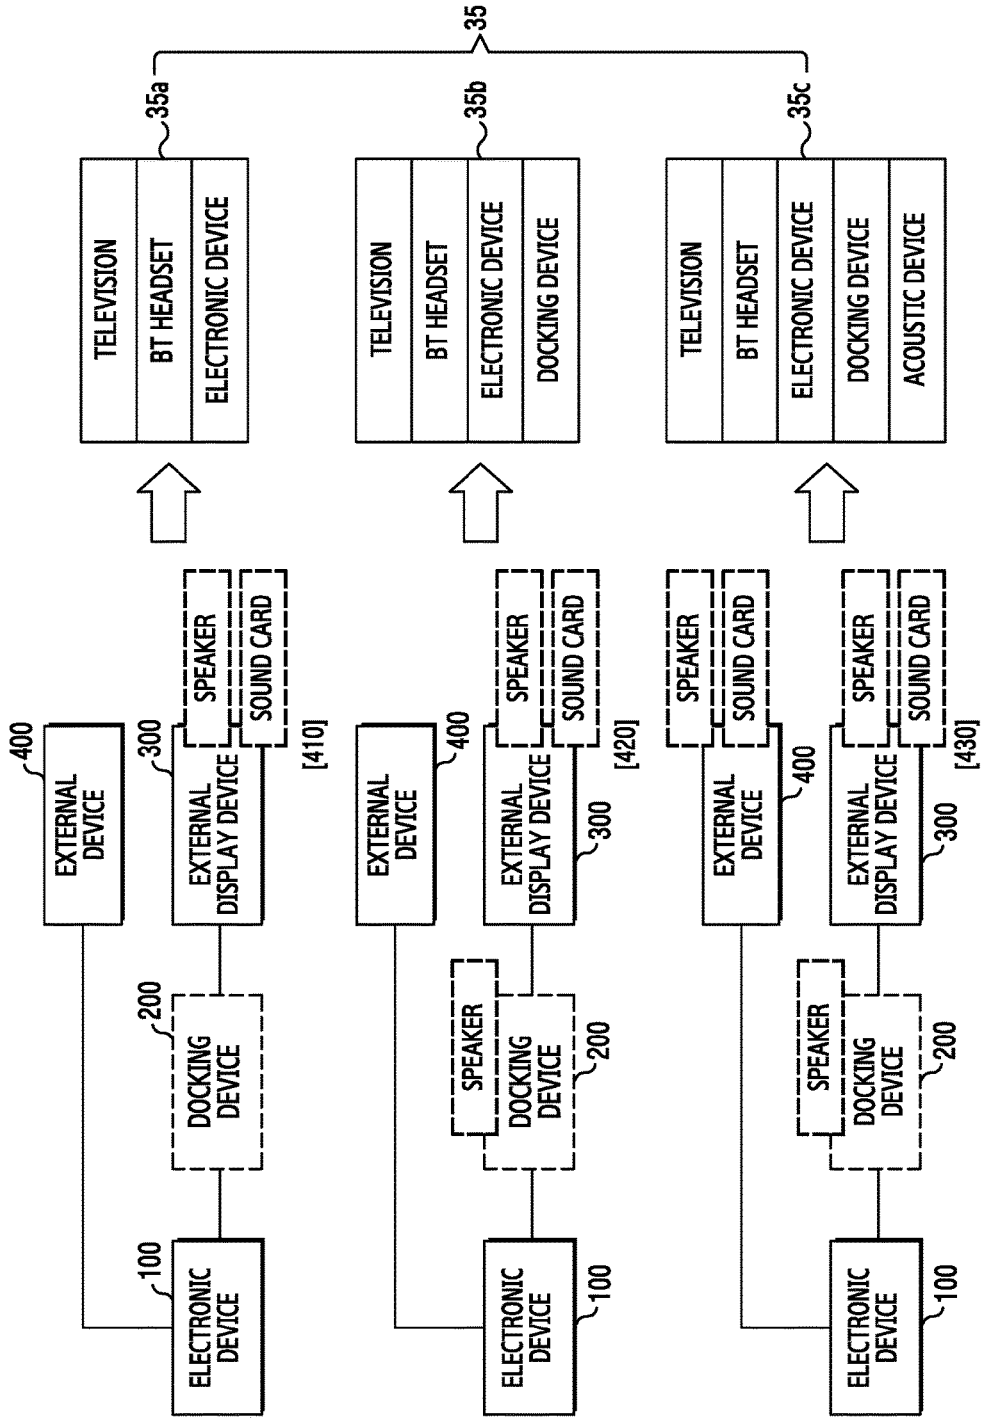 400
EXTERNAL
DEVICE
100
ELECTRONIC
DEVICE
200
DOCKING
DEVICE
300
EXTERNAL
DISPLAY DEVICE
SPEAKER
SOUND CARD
[410]
TELEVISION
BT HEADSET
ELECTRONIC DEVICE
35a
EXTERNAL
DEVICE
400
ELECTRONIC
DEVICE
100
SPEAKER
DOCKING
DEVICE
200
EXTERNAL
DISPLAY DEVICE
300
SPEAKER
SOUND CARD
[420]
TELEVISION
BT HEADSET
ELECTRONIC DEVICE
DOCKING DEVICE
35b
35
EXTERNAL
DEVICE
400
SPEAKER
SOUND CARD
ELECTRONIC
DEVICE
100
SPEAKER
DOCKING
DEVICE
200
EXTERNAL
DISPLAY DEVICE
300
SPEAKER
SOUND CARD
[430]
TELEVISION
BT HEADSET
ELECTRONIC DEVICE
DOCKING DEVICE
ACOUSTIC DEVICE
35c